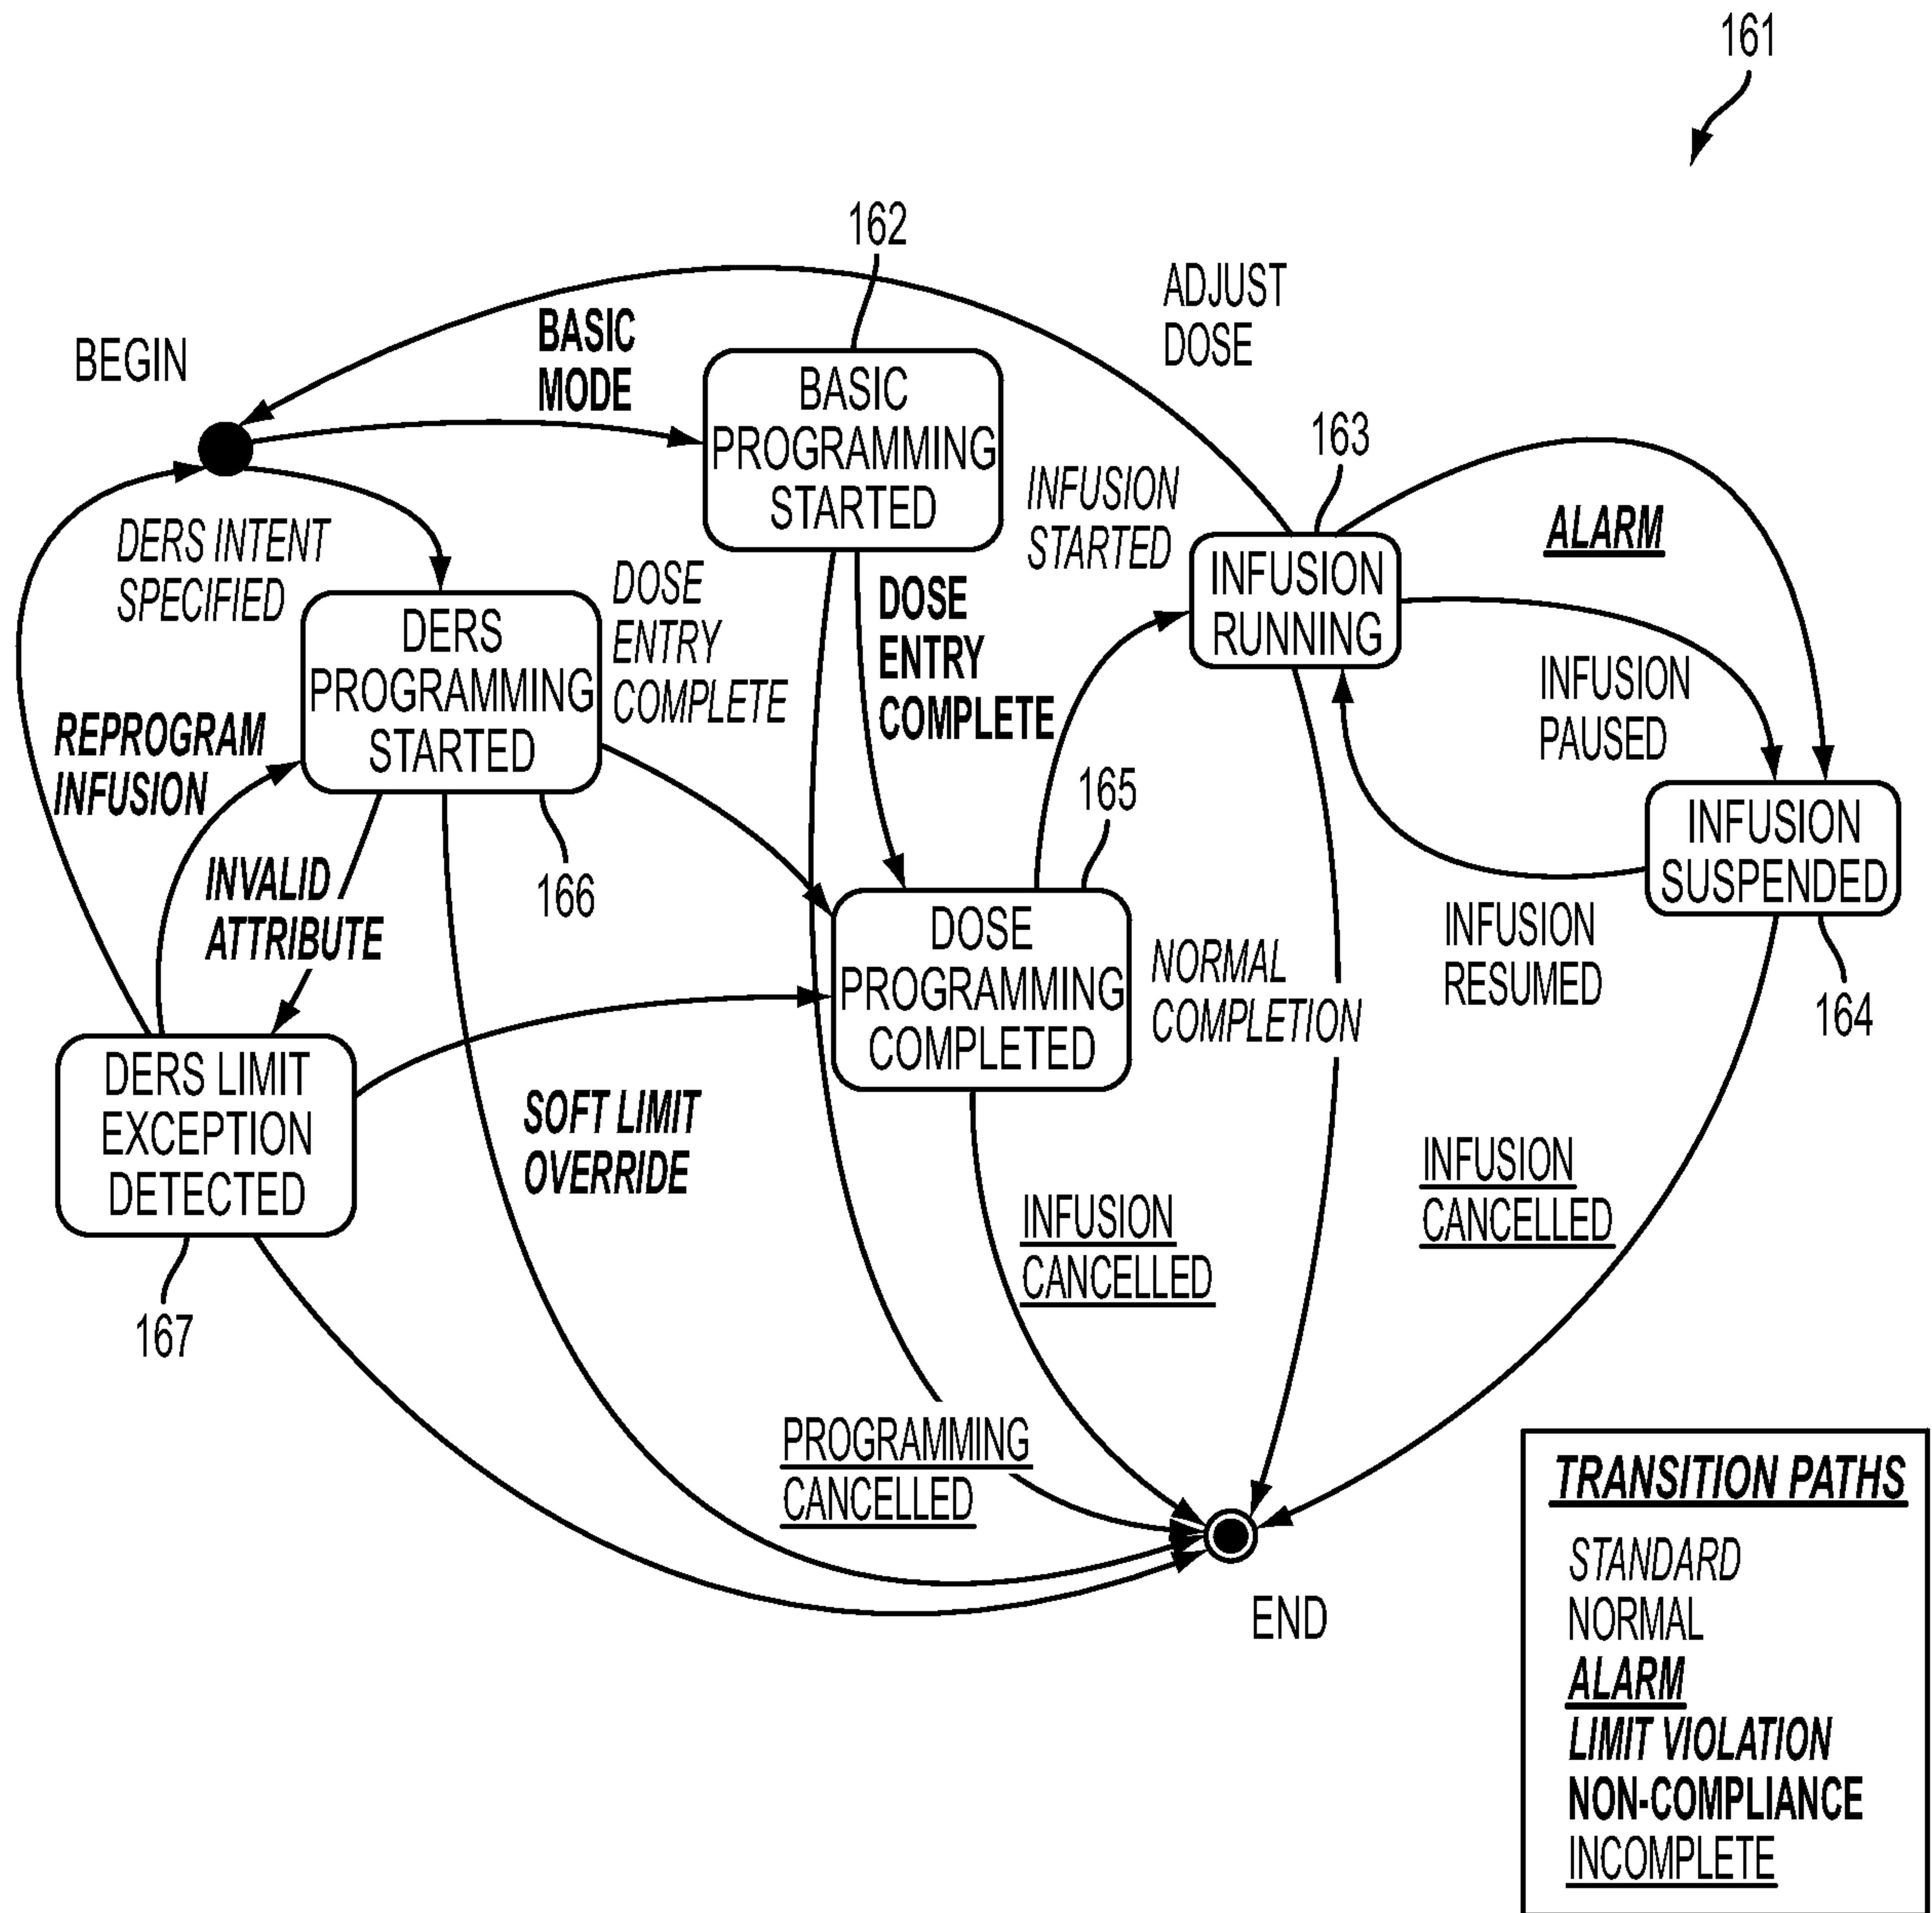 161
162
ADJUST
DOSE
BEGIN
BASIC
MODE
BASIC
PROGRAMMING
STARTED
163
INFUSION
STARTED
ALARM
DERS INTENT
SPECIFIED
DOSE
ENTRY
COMPLETE
DOSE
ENTRY
COMPLETE
INFUSION
RUNNING
DERS
PROGRAMMING
STARTED
INFUSION
PAUSED
REPROGRAM
INFUSION
165
INFUSION
SUSPENDED
INVALID
ATTRIBUTE
166
DOSE
PROGRAMMING
COMPLETED
NORMAL
COMPLETION
INFUSION
RESUMED
164
DERS LIMIT
EXCEPTION
DETECTED
SOFT LIMIT
OVERRIDE
INFUSION
CANCELLED
INFUSION
CANCELLED
167
PROGRAMMING
CANCELLED
END
TRANSITION PATHS
STANDARD
NORMAL
ALARM
LIMIT VIOLATION
NON-COMPLIANCE
INCOMPLETE